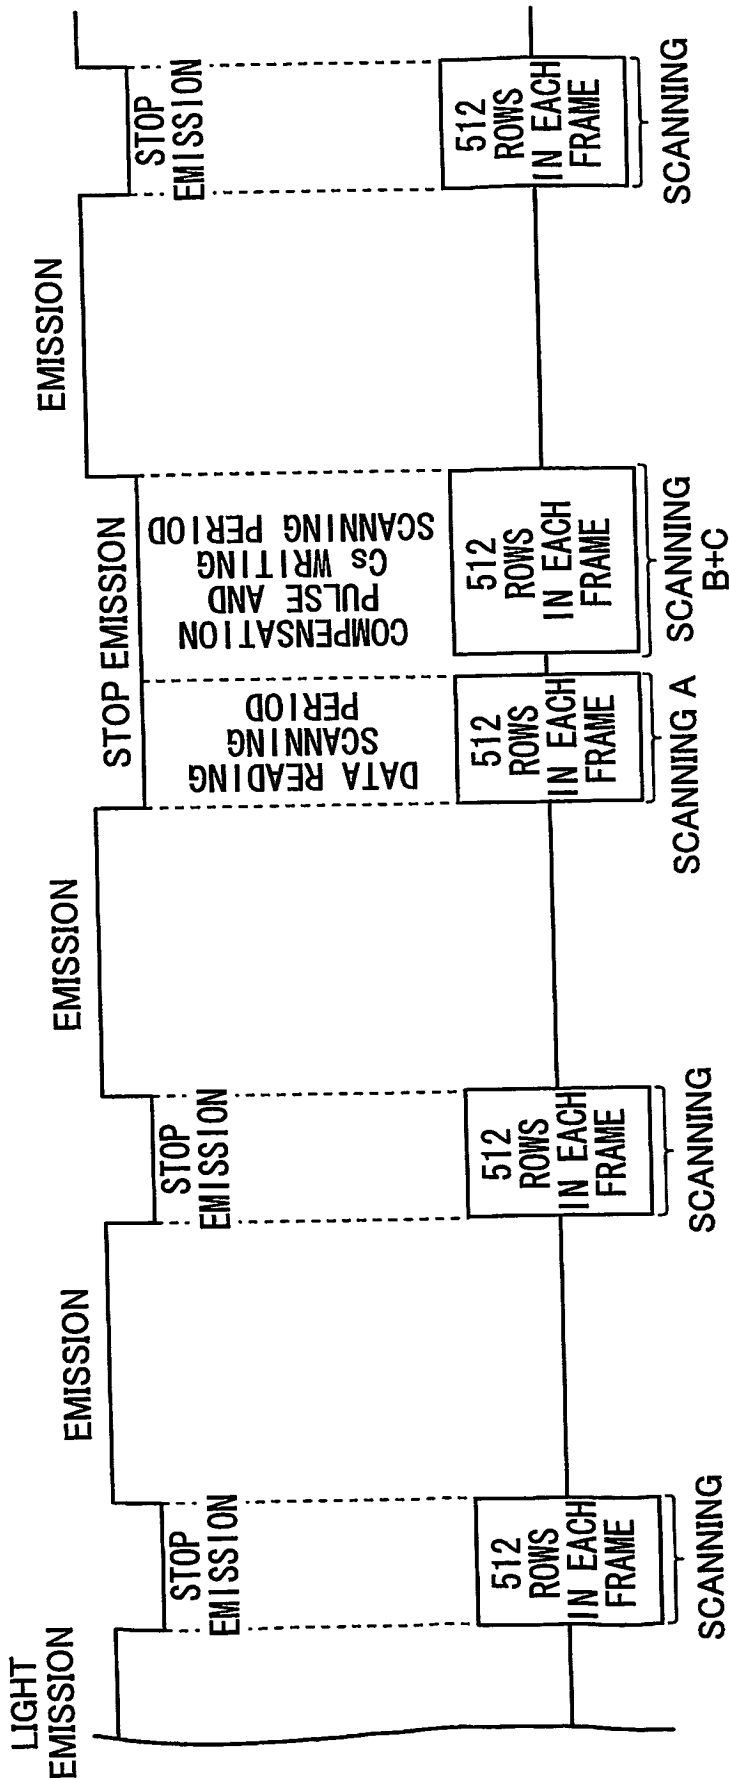 LIGHT
EMISSION
STOP
EMISSION
EMISSION
STOP
EMISSION
EMISSION
STOP EMISSION
DATA READING
SCANNING
PERIOD
COMPENSATION
PULSE AND
Cs WRITING
SCANNING PERIOD
EMISSION
STOP
EMISSION
512
ROWS
IN EACH
FRAME
SCANNING
512
ROWS
IN EACH
FRAME
SCANNING
512
ROWS
IN EACH
FRAME
SCANNING A
512
ROWS
IN EACH
FRAME
SCANNING
B+C
512
ROWS
IN EACH
FRAME
SCANNING